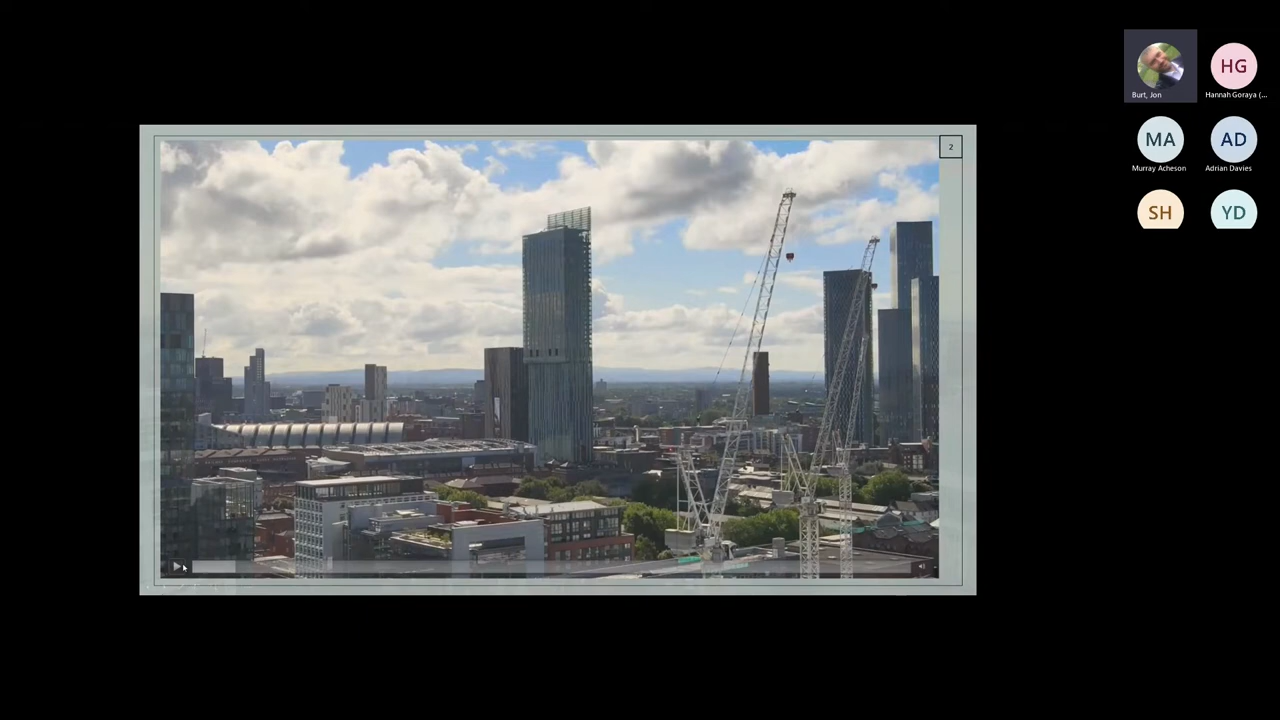 2
HG
Burt, Jon
Hannah Goraya (...
MA
AD
Murray Acheson
Adrian Davies
SH
YD